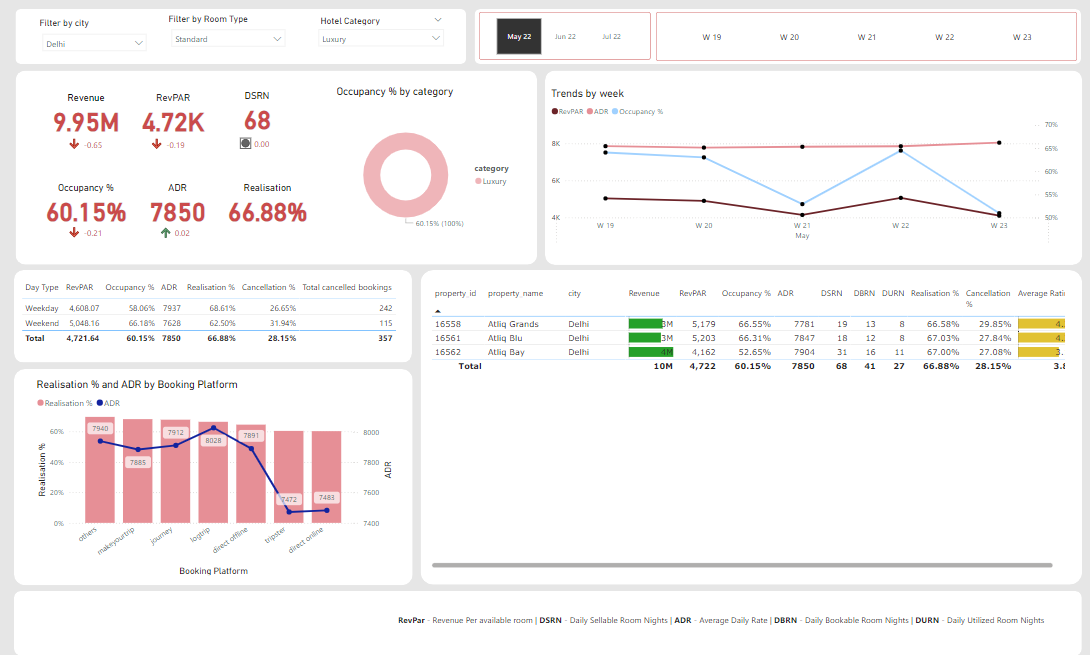 Filter by city
Filter by Room Type
Hotel Category
Delhi
Standard
Luxury
May 22
Jun 22
Jul 22
W 19
W 20
W 21
W 22
W 23
Revenue
9.95M
-0.65
RevPAR
4.72K
-0.19
DSRN
68
0.00
Occupancy %
60.15%
-0.21
ADR
7850
0.02
Realisation
66.88%
Occupancy % by category
category
Luxury
60.15% (100%)
Trends by week
RevPAR ADR Occupancy %
8K
6K
4K
70%
65%
60%
55%
50%
W 19 W 20 W 21 W 22 W 23
May
Day Type RevPAR Occupancy % ADR Realisation % Cancellation % Total cancelled bookings
Weekday 4,608.07 58.06% 7937 68.61% 26.65% 242
Weekend 5,048.16 66.18% 7628 62.50% 31.94% 115
Total 4,721.64 60.15% 7850 66.88% 28.15% 357
property_id property_name city Revenue RevPAR Occupancy % ADR DSRN DBRN DURN Realisation % Cancellation % Average
16558 Atliq Grands Delhi 3M 5,179 66.55% 7781 19 13 8 66.58% 29.85% 4.
16561 Atliq Blu Delhi 3M 5,223 66.31% 7847 18 12 8 67.03% 27.84% 4.
16562 Atliq Bay Delhi 4M 4,162 52.65% 7904 31 16 11 67.00% 27.08% 3.
Total 10M 4,722 60.15% 7850 68 41 27 66.88% 28.15%
Realisation % and ADR by Booking Platform
Realisation % ADR
Realisation %
60%
40%
20%
0%
7940
7885
7912
8028
7891
7472
7483
8000
7800
7600
7400
ADR
others
makeyourtrip
journey
logtrip
direct offline
tripster
direct online
Booking Platform
RevPar - Revenue Per available room | DSRN - Daily Sellable Room Nights | ADR - Average Daily Rate | DBRN - Daily Bookable Room Nights | DURN - Daily Utilized Room Nights